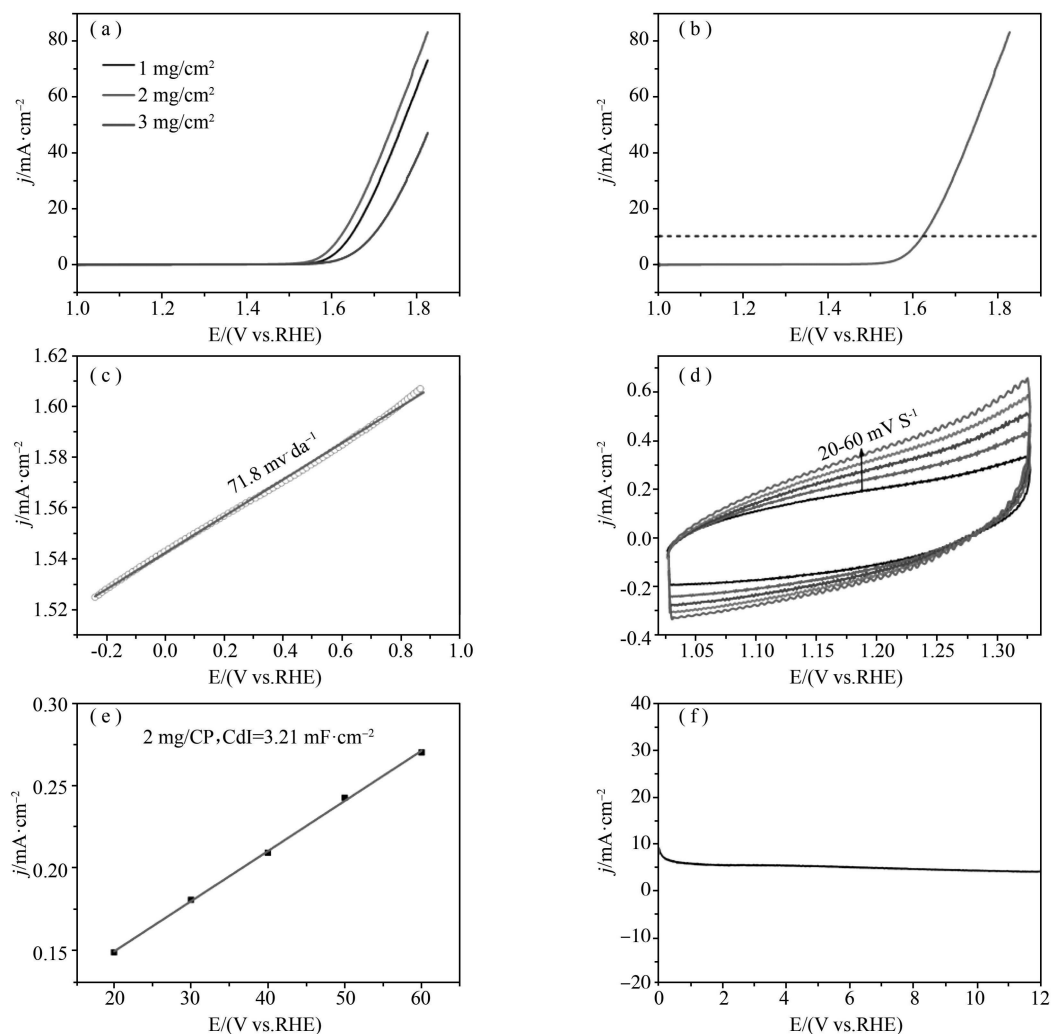 (a)
1 mg/cm²
2 mg/cm²
3 mg/cm²
80
60
40
20
0
j/mA·cm⁻²
1.0 1.2 1.4 1.6 1.8
E/(V vs.RHE)
(b)
80
60
40
20
0
j/mA·cm⁻²
1.0 1.2 1.4 1.6 1.8
E/(V vs.RHE)
(c)
71.8 mv·da⁻¹
1.62
1.60
1.58
1.56
1.54
1.52
j/mA·cm⁻²
-0.2 0.0 0.2 0.4 0.6 0.8 1.0
E/(V vs.RHE)
(d)
20-60 mV S⁻¹
0.6
0.4
0.2
0.0
-0.2
-0.4
j/mA·cm⁻²
1.05 1.10 1.15 1.20 1.25 1.30
E/(V vs.RHE)
(e)
2 mg/CP,CdI=3.21 mF·cm⁻²
0.30
0.25
0.20
0.15
j/mA·cm⁻²
20 30 40 50 60
E/(V vs.RHE)
(f)
40
30
20
10
0
−10
−20
j/mA·cm⁻²
0 2 4 6 8 10 12
E/(V vs.RHE)